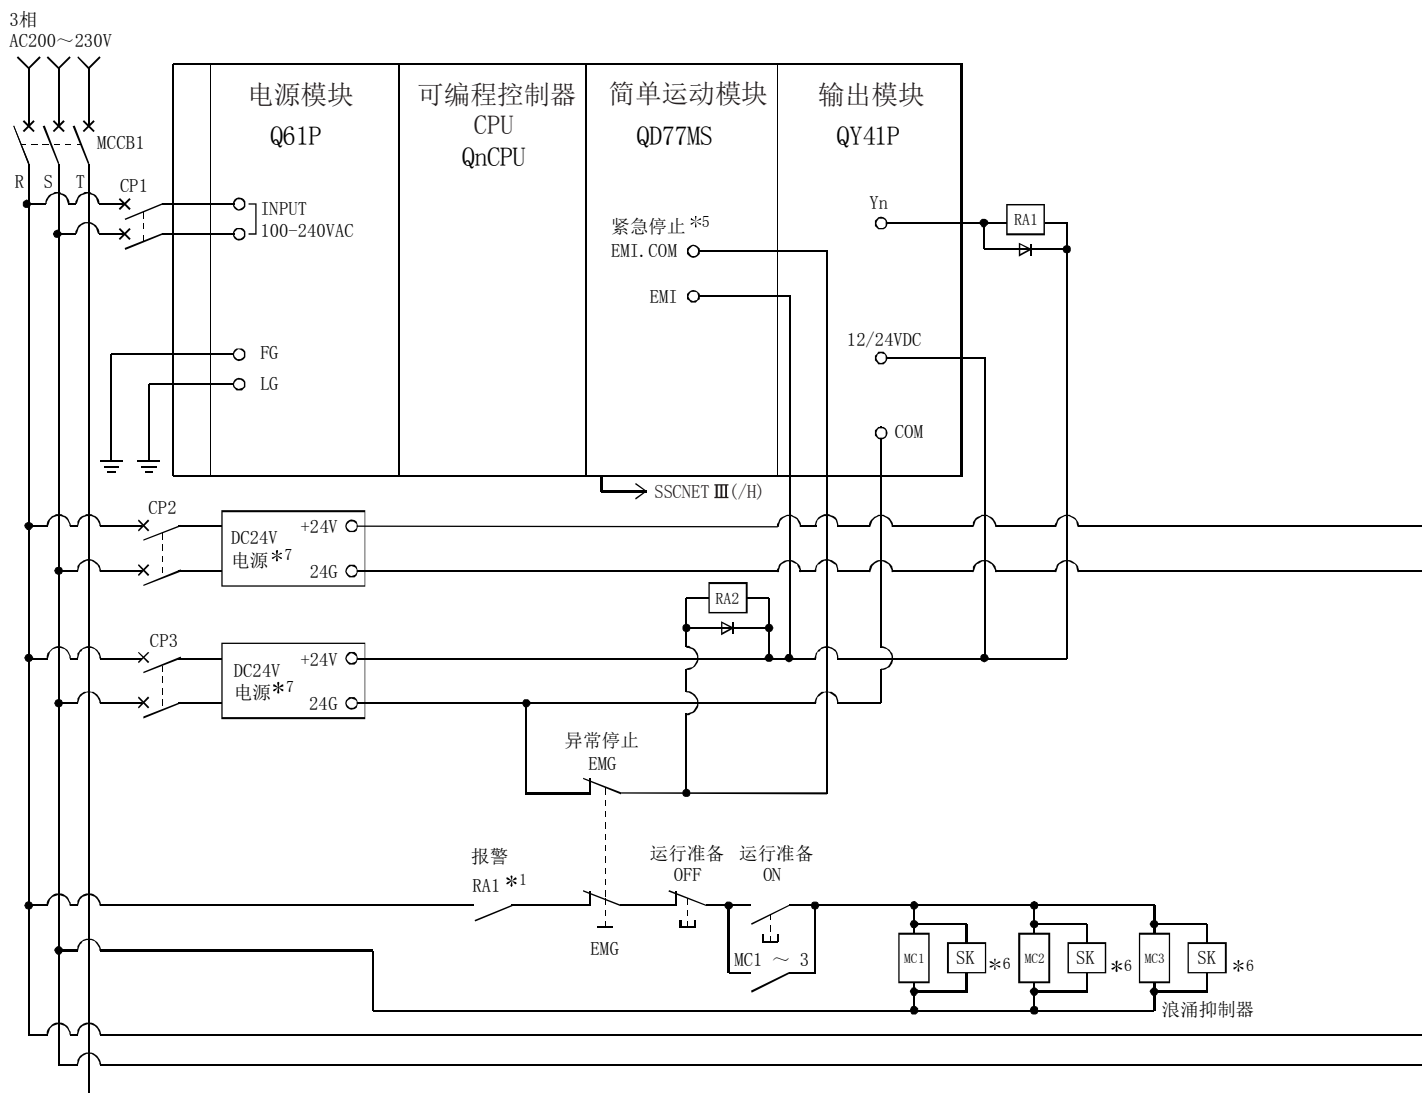 3相
AC200～230V
MCCB1
R S T
CP1
电源模块
Q61P
INPUT
100-240VAC
FG
LG
可编程控制器
CPU
QnCPU
简单运动模块
QD77MS
紧急停止*5
EMI.COM
EMI
输出模块
QY41P
Yn
12/24VDC
COM
RA1
SSCNETⅢ(/H)
CP2
DC24V
电源*7
+24V
24G
RA2
CP3
DC24V
电源*7
+24V
24G
异常停止
EMG
报警
RA1*1
EMG
运行准备
OFF
运行准备
ON
MC1 ～ 3
MC1
SK
*6
MC2
SK
*6
MC3
SK
*6
浪涌抑制器